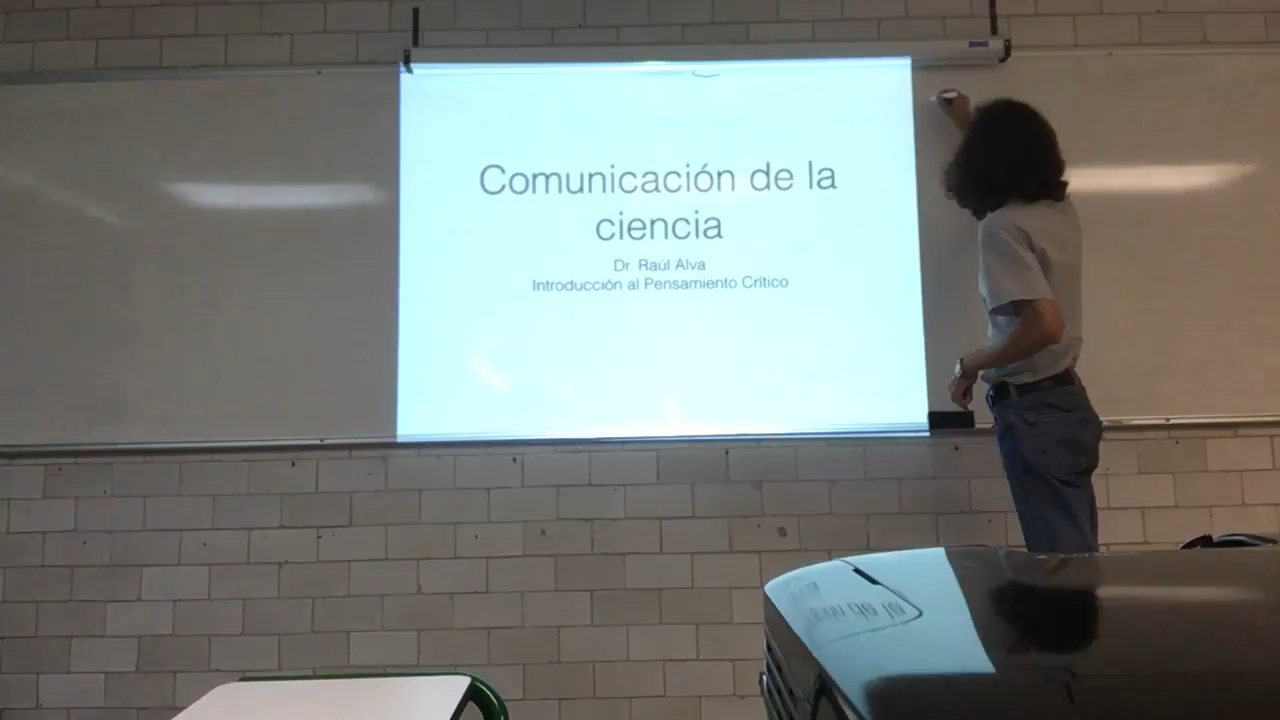 Comunicación de la
ciencia
Dr. Raúl Alva
Introducción al Pensamiento Crítico